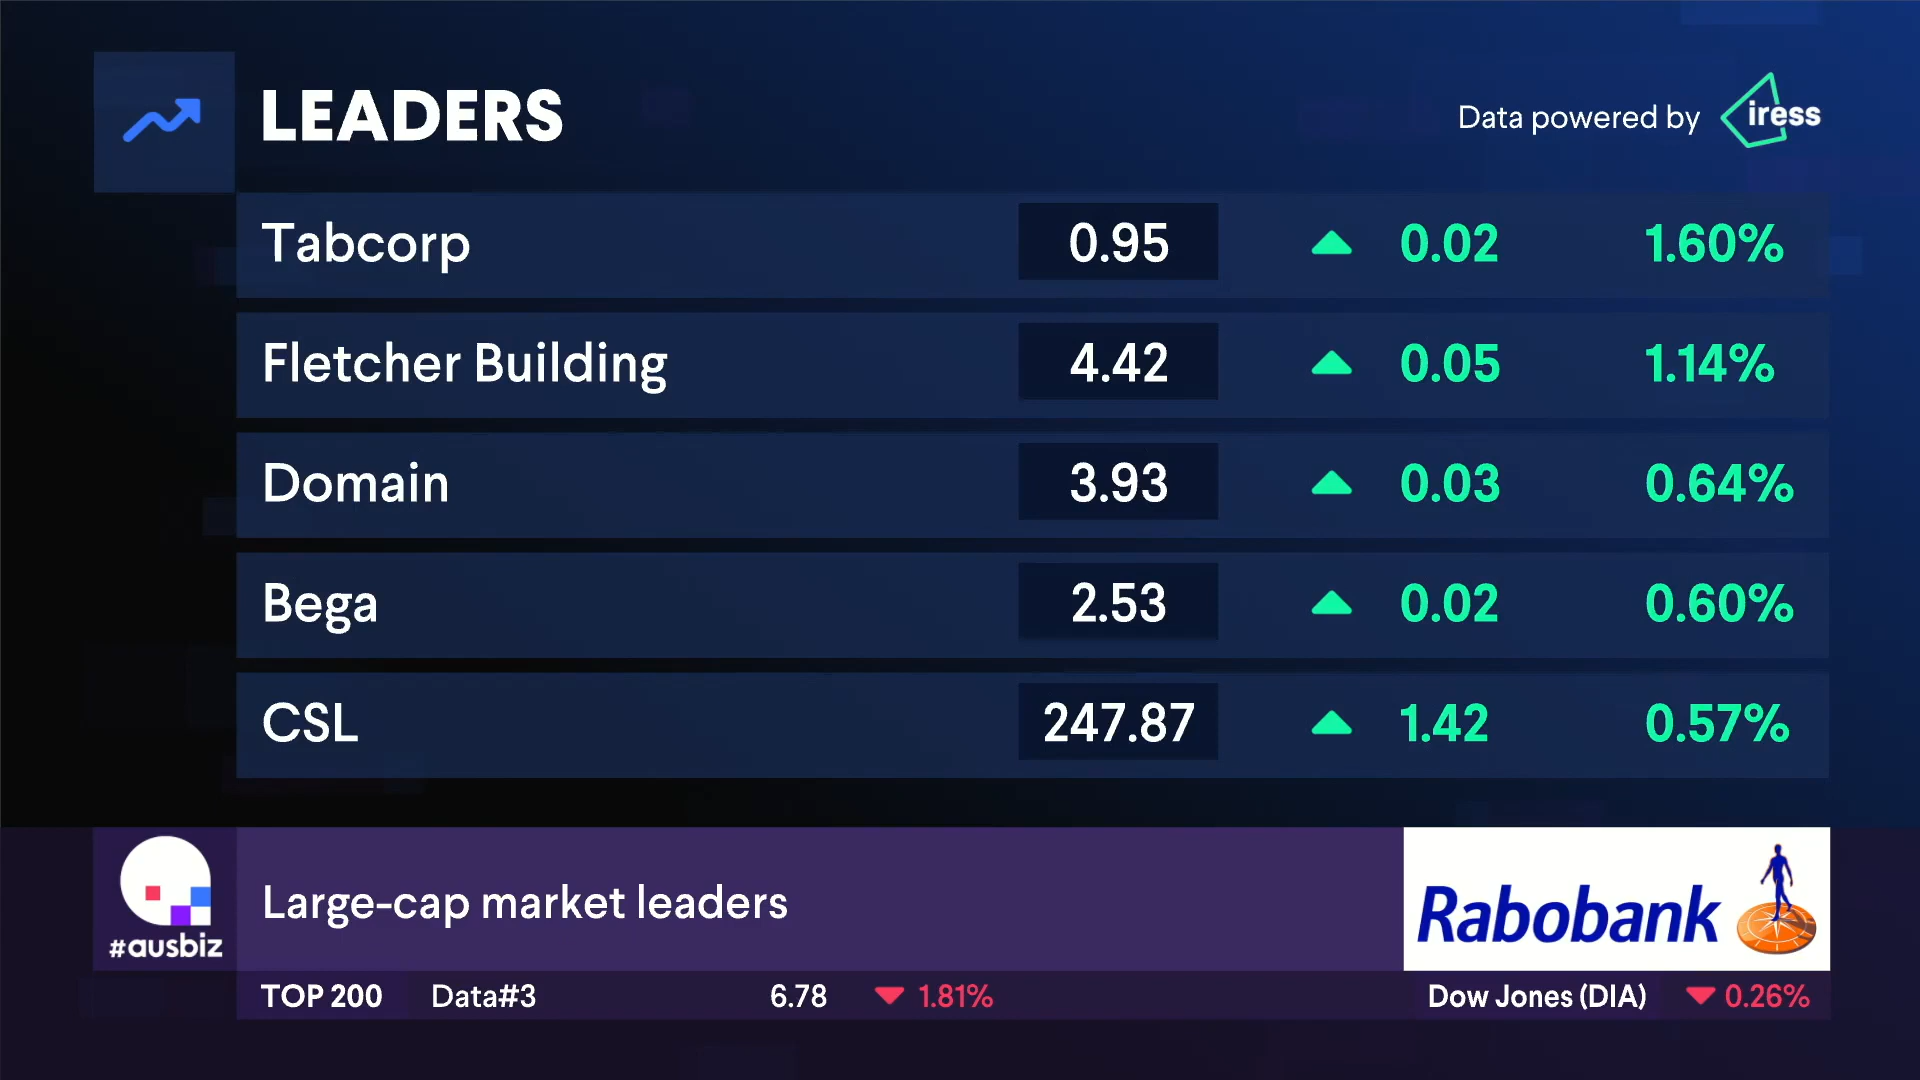 LEADERS
Data powered by iress
Tabcorp 0.95 ▲ 0.02 1.60%
Fletcher Building 4.42 ▲ 0.05 1.14%
Domain 3.93 ▲ 0.03 0.64%
Bega 2.53 ▲ 0.02 0.60%
CSL 247.87 ▲ 1.42 0.57%
#ausbiz
Large-cap market leaders
Rabobank
TOP 200 Data#3 6.78 ▼ 1.81% Dow Jones (DIA) ▼ 0.26%